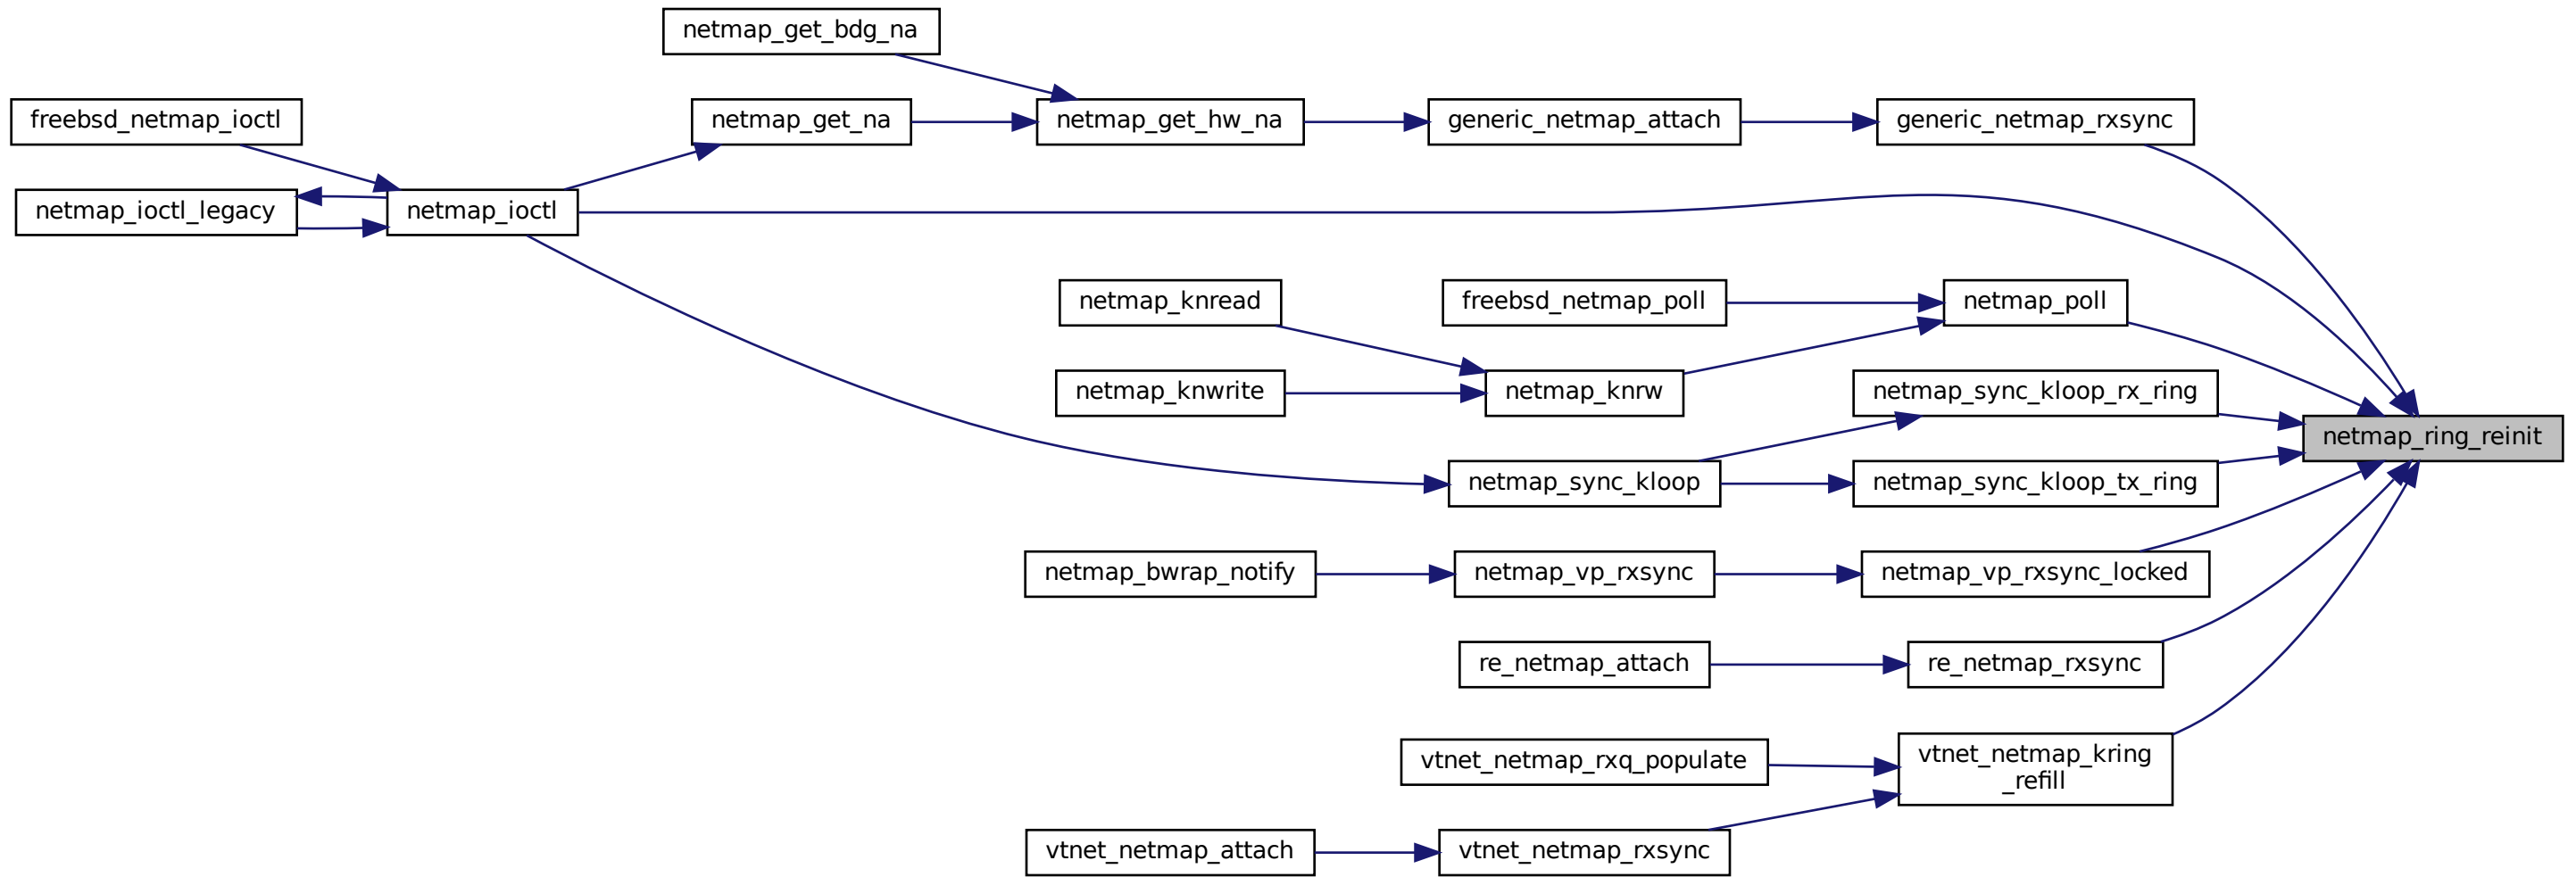 netmap_get_bdg_na
freebsd_netmap_ioctl
netmap_get_na
netmap_get_hw_na
generic_netmap_attach
generic_netmap_rxsync
netmap_ioctl_legacy
netmap_ioctl
netmap_knread
freebsd_netmap_poll
netmap_poll
netmap_knwrite
netmap_knrw
netmap_sync_kloop_rx_ring
netmap_ring_reinit
netmap_sync_kloop
netmap_sync_kloop_tx_ring
netmap_bwrap_notify
netmap_vp_rxsync
netmap_vp_rxsync_locked
re_netmap_attach
re_netmap_rxsync
vtnet_netmap_rxq_populate
vtnet_netmap_kring
_refill
vtnet_netmap_attach
vtnet_netmap_rxsync